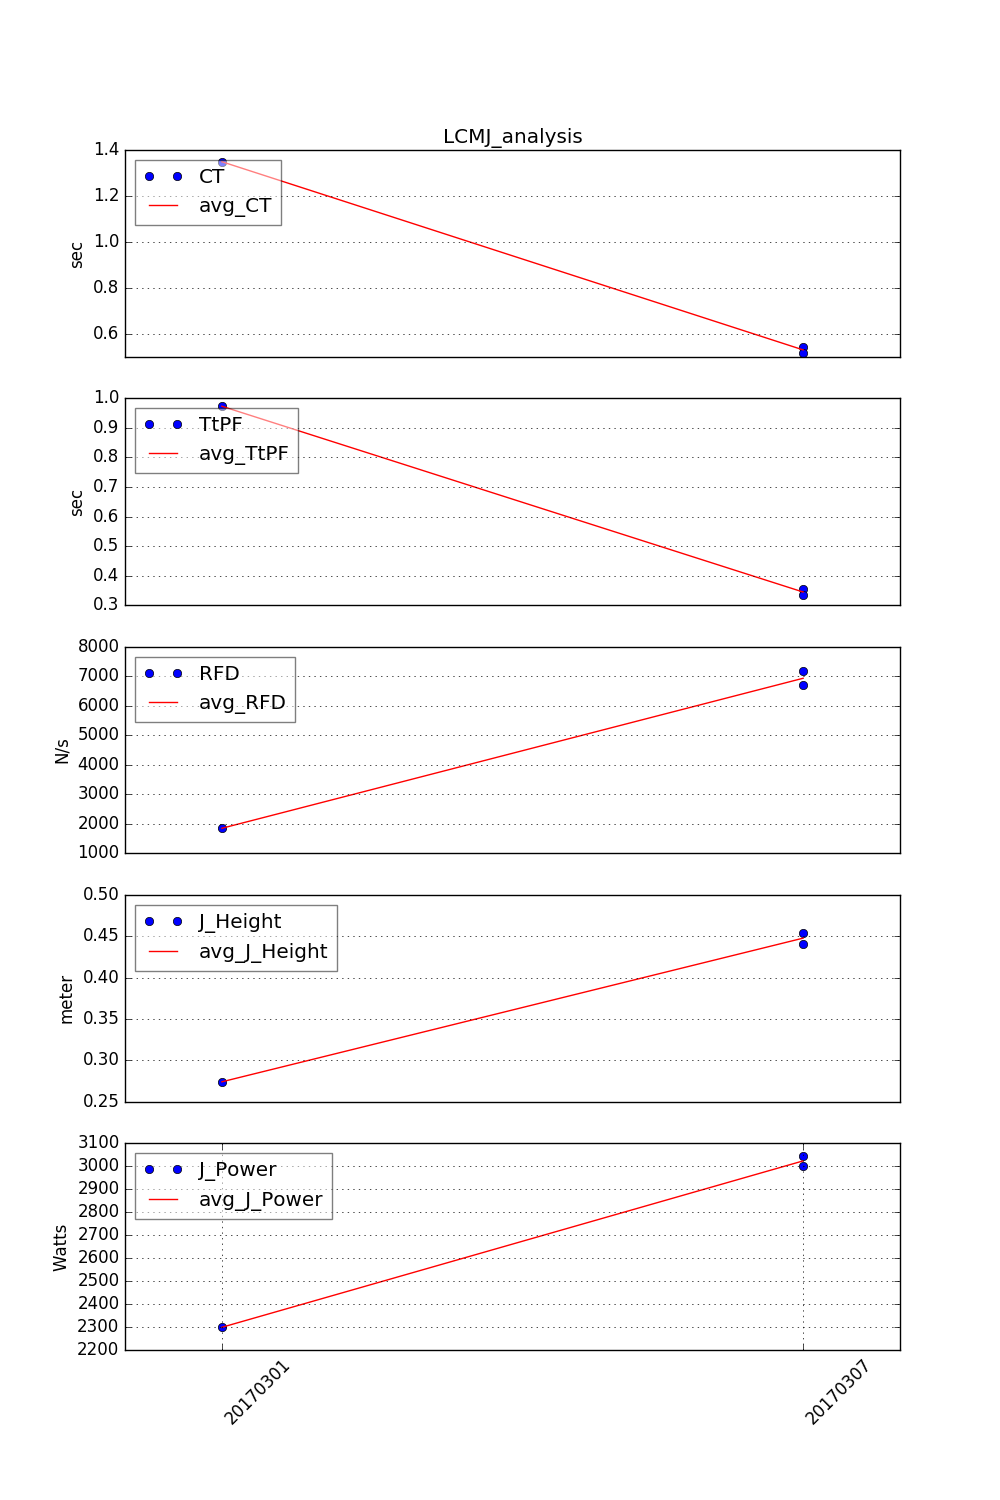 LCMJ_analysis
1.4
1.2
1.0
0.8
0.6
sec
CT
avg_CT
1.0
0.9
0.8
0.7
0.6
0.5
0.4
0.3
sec
TtPF
avg_TtPF
8000
7000
6000
5000
4000
3000
2000
1000
N/s
RFD
avg_RFD
0.50
0.45
0.40
0.35
0.30
0.25
meter
J_Height
avg_J_Height
3100
3000
2900
2800
2700
2600
2500
2400
2300
2200
Watts
J_Power
avg_J_Power
20170301
20170307